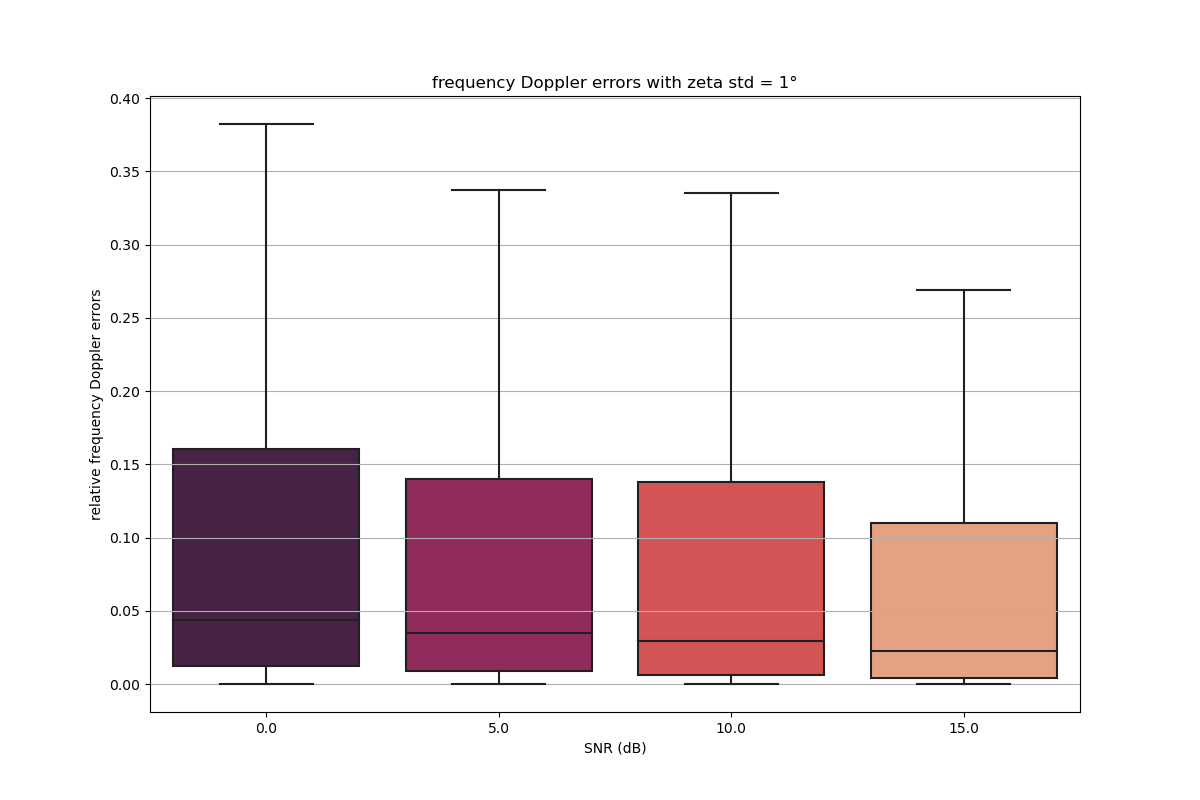 frequency Doppler errors with zeta std = 1°
relative frequency Doppler errors
0.40
0.35
0.30
0.25
0.20
0.15
0.10
0.05
0.00
0.0 5.0 10.0 15.0
SNR (dB)